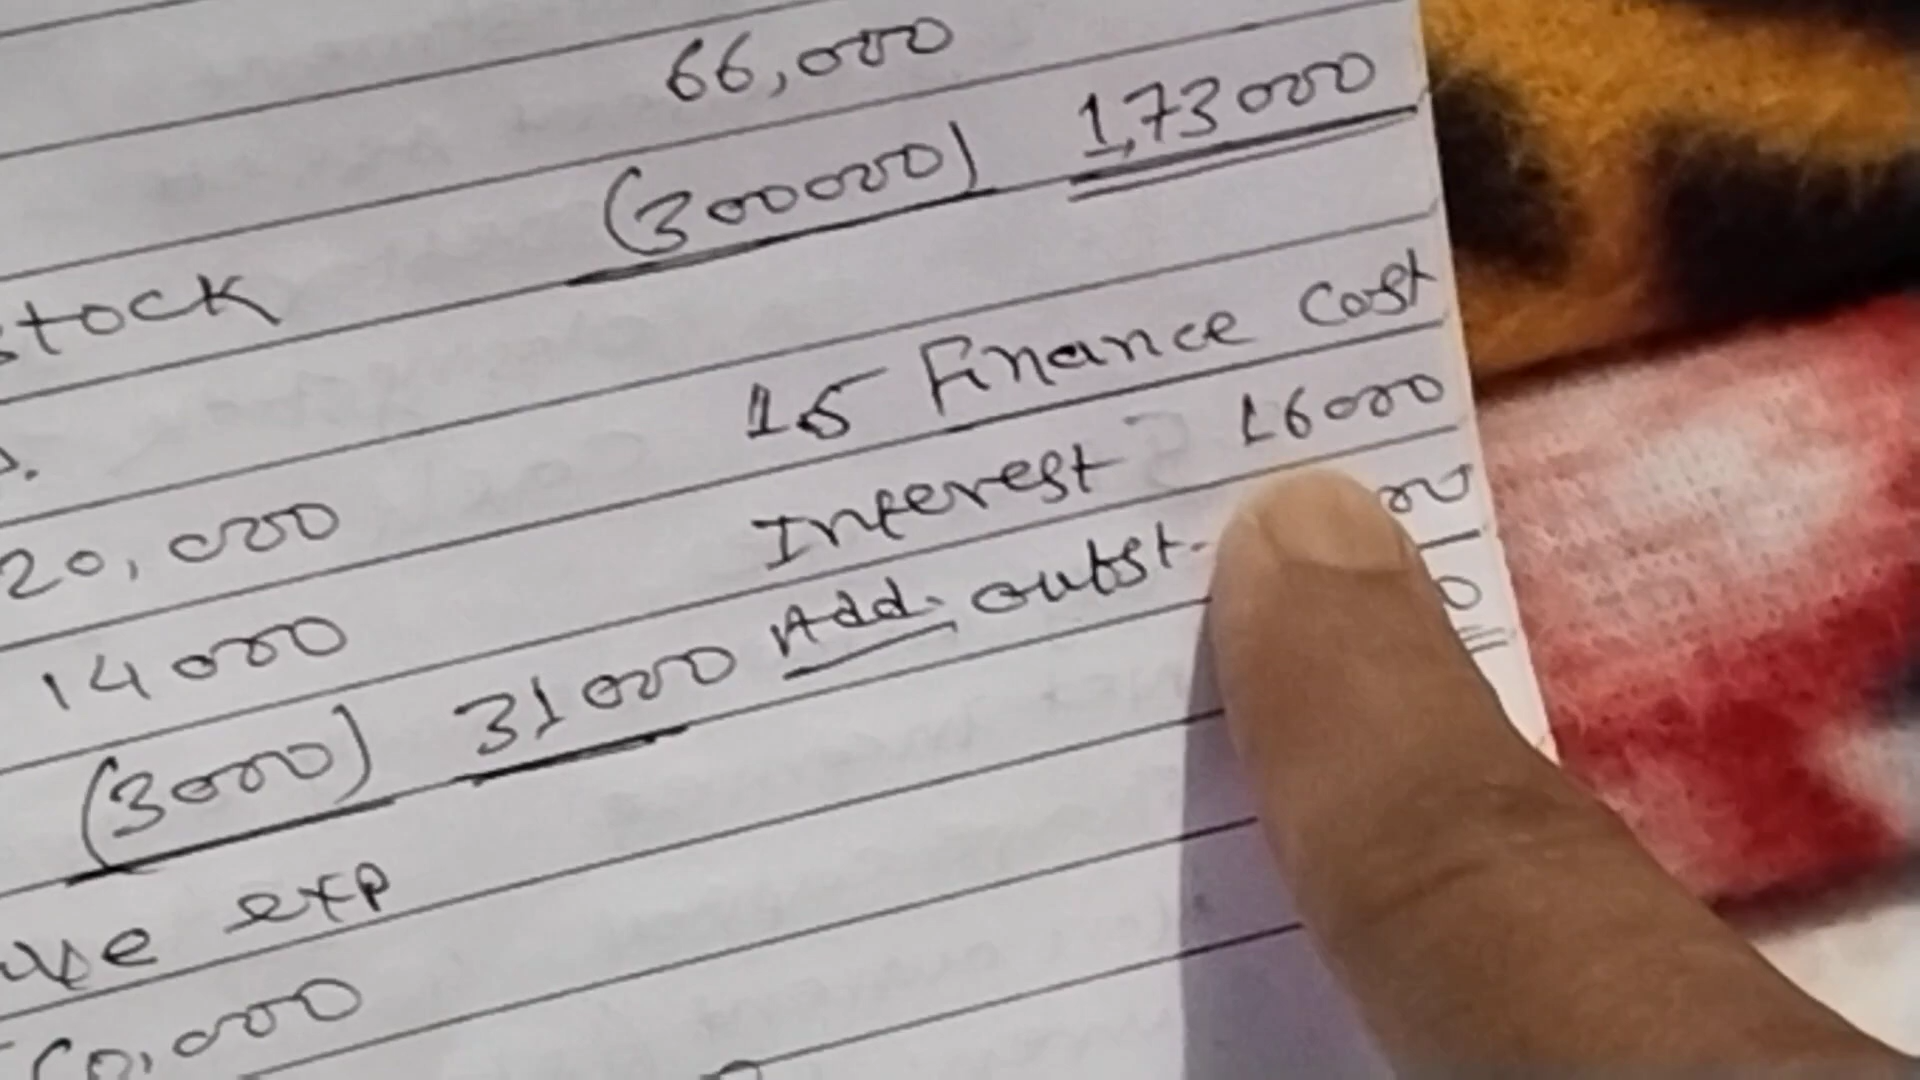 66,000
(300000) 1,73000
stock
15 Finance cost
Interest 16000
20,000
Add. outst.
14000
(3000) 31000
exp